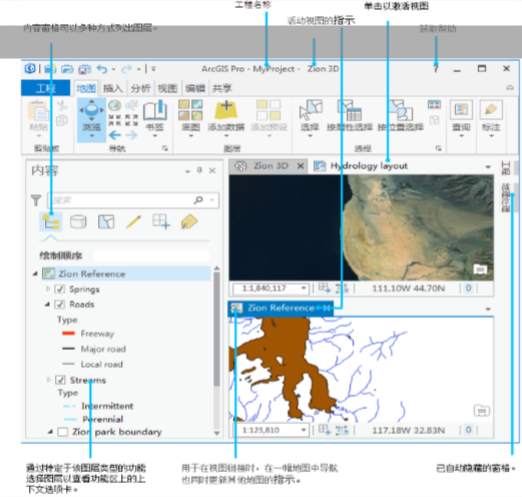 工程名称
单击以激活视图
内容窗格可以多种方式列出图层。
活动视图的指示
获取帮助
ArcGIS Pro - MyProject - Zion 3D
?
工程 地图 插入 分析 视图 编辑 共享
粘贴 浏览 书签 底图 添加数据 添加预设 选择 按属性选择 按位置选择 查询 标注
剪贴板 导航 图层 选择
内容
Zion 3D
Hydrology layout
搜索
绘制顺序
Zion Reference
Springs
Roads
Type
Freeway
Major road
Local road
Streams
Type
Intermittent
Perennial
Zion park boundary
1:1,840,117 111.10W 44.70N 0
Zion Reference
1:123,810 117.18W 32.83N 0
通过特定于该图层类型的功能
选择图层以查看功能区上的上
下文选项卡。
用于在视图链接时，在一幅地图中导航
也同时更新其他地图的指示。
已自动隐藏的窗格。